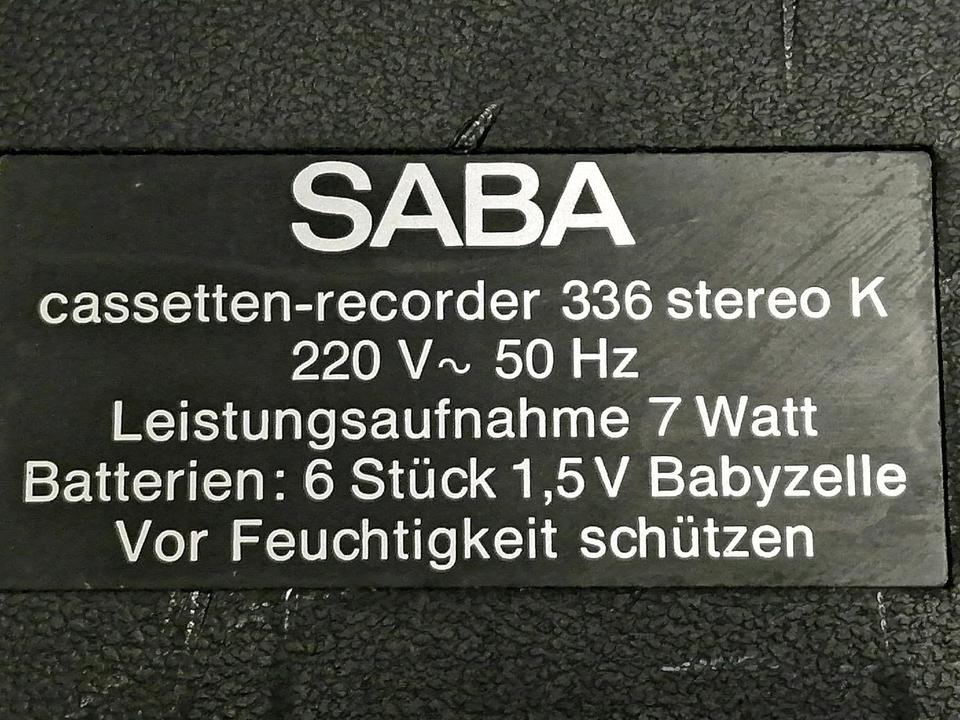 SABA
cassetten-recorder 336 stereo K
220 V~ 50 Hz
Leistungsaufnahme 7 Watt
Batterien: 6 Stück 1,5 V Babyzelle
Vor Feuchtigkeit schützen